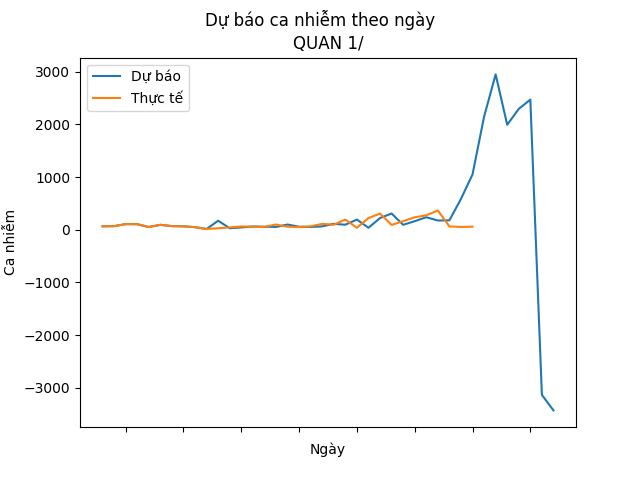 Dự báo ca nhiễm theo ngày
QUAN 1/
Dự báo
Thực tế
3000
2000
1000
0
−1000
−2000
−3000
Ca nhiễm
Ngày